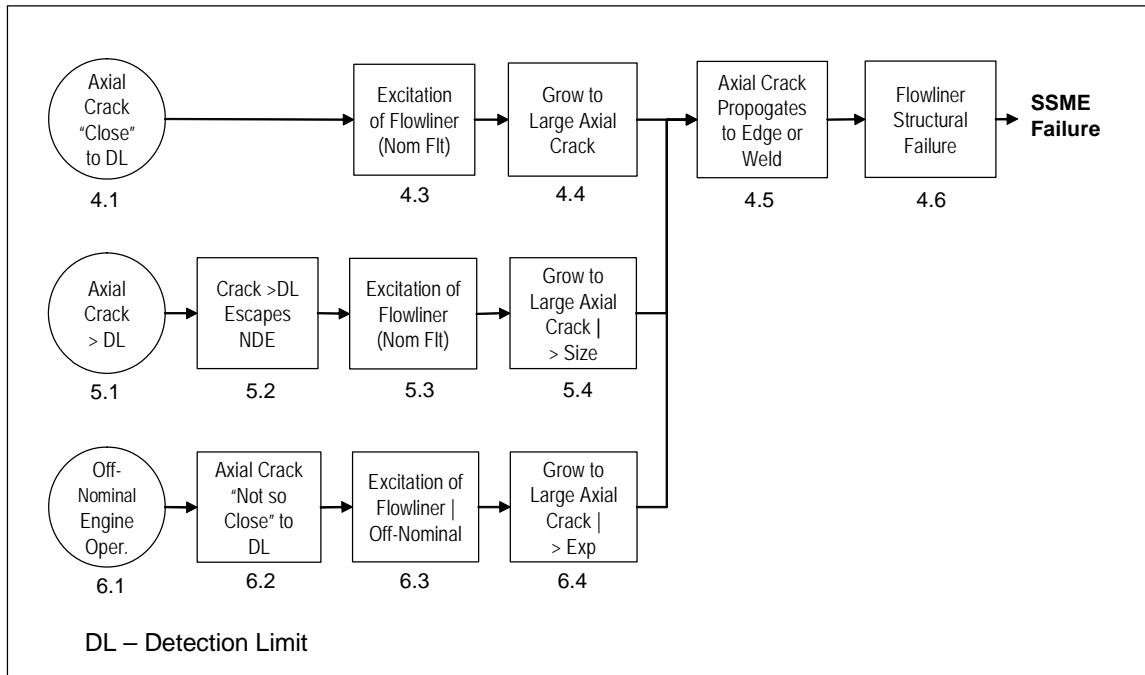 Axial
Crack
“Close”
to DL
4.1
Excitation
of Flowliner
(Nom Flt)
4.3
Grow to
Large Axial
Crack
4.4
Axial Crack
Propogates
to Edge or
Weld
4.5
Flowliner
Structural
Failure
4.6
SSME
Failure
Axial
Crack
> DL
5.1
Crack >DL
Escapes
NDE
5.2
Excitation of
Flowliner
(Nom Flt)
5.3
Grow to
Large Axial
Crack |
> Size
5.4
Off-
Nominal
Engine
Oper.
6.1
Axial Crack
“Not so
Close” to
DL
6.2
Excitation of
Flowliner |
Off-Nominal
6.3
Grow to
Large Axial
Crack |
> Exp
6.4
DL – Detection Limit